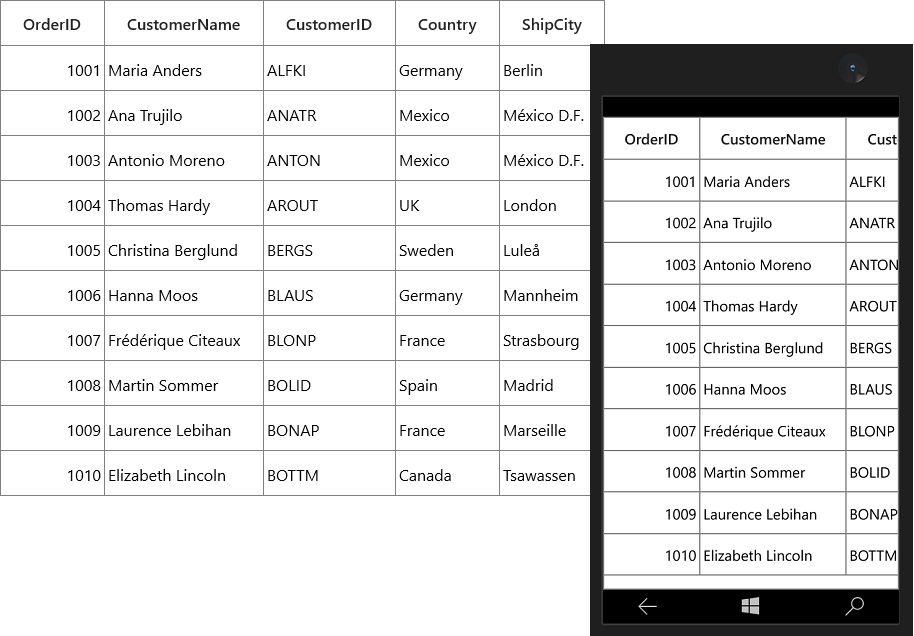 OrderID CustomerName CustomerID Country ShipCity
1001 Maria Anders ALFKI Germany Berlin
1002 Ana Trujilo ANATR Mexico México D.F.
1003 Antonio Moreno ANTON Mexico México D.F.
1004 Thomas Hardy AROUT UK London
1005 Christina Berglund BERGS Sweden Luleå
1006 Hanna Moos BLAUS Germany Mannheim
1007 Frédérique Citeaux BLONP France Strasbourg
1008 Martin Sommer BOLID Spain Madrid
1009 Laurence Lebihan BONAP France Marseille
1010 Elizabeth Lincoln BOTTM Canada Tsawassen
OrderID CustomerName Cust
1001 Maria Anders ALFKI
1002 Ana Trujilo ANATR
1003 Antonio Moreno ANTON
1004 Thomas Hardy AROUT
1005 Christina Berglund BERGS
1006 Hanna Moos BLAUS
1007 Frédérique Citeaux BLONP
1008 Martin Sommer BOLID
1009 Laurence Lebihan BONAP
1010 Elizabeth Lincoln BOTTM